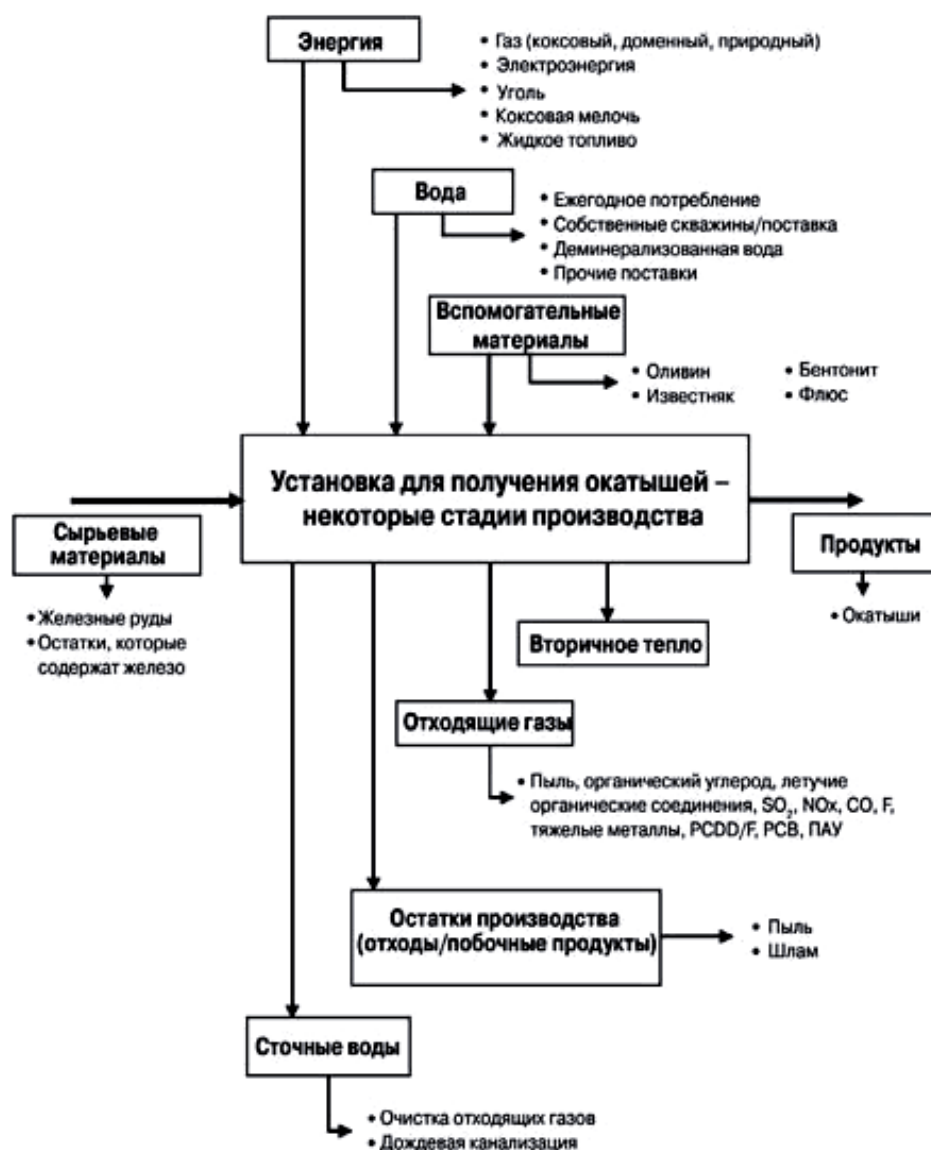 Энергия
• Газ (коксовый, доменный, природный)
• Электроэнергия
• Уголь
• Коксовая мелочь
• Жидкое топливо
Вода
• Ежегодное потребление
• Собственные скважины/поставка
• Деминерализованная вода
• Прочие поставки
Вспомогательные
материалы
• Оливин
• Известняк
• Бентонит
• Флюс
Установка для получения окатышей –
некоторые стадии производства
Сырьевые
материалы
• Железные руды
• Остатки, которые
содержат железо
Продукты
• Окатыши
Вторичное тепло
Отходящие газы
• Пыль, органический углерод, летучие
органические соединения, SO₂, NOx, CO, F,
тяжелые металлы, PCDD/F, PCB, ПАУ
Остатки производства
(отходы/побочные продукты)
• Пыль
• Шлам
Сточные воды
• Очистка отходящих газов
• Дождевая канализация